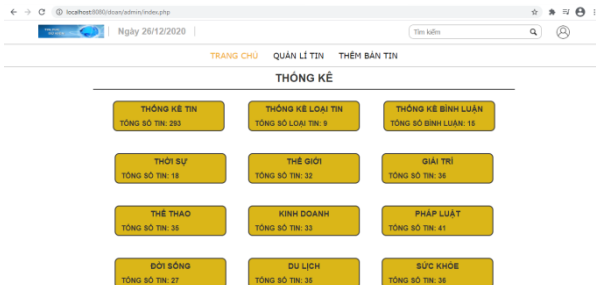 localhost:8080/doan/admin/index.php
Ngày 26/12/2020
Tìm kiếm
TRANG CHỦ QUẢN LÍ TIN THÊM BẢN TIN
THỐNG KÊ
THỐNG KÊ TIN THỐNG KÊ LOẠI TIN THỐNG KÊ BÌNH LUẬN
TỔNG SỐ TIN: 293 TỔNG SỐ LOẠI TIN: 9 TỔNG SỐ BÌNH LUẬN: 15
THỜI SỰ THẾ GIỚI GIẢI TRÍ
TỔNG SỐ TIN: 18 TỔNG SỐ TIN: 32 TỔNG SỐ TIN: 36
THỂ THAO KINH DOANH PHÁP LUẬT
TỔNG SỐ TIN: 35 TỔNG SỐ TIN: 33 TỔNG SỐ TIN: 41
ĐỜI SỐNG DU LỊCH SỨC KHỎE
TỔNG SỐ TIN: 27 TỔNG SỐ TIN: 35 TỔNG SỐ TIN: 36